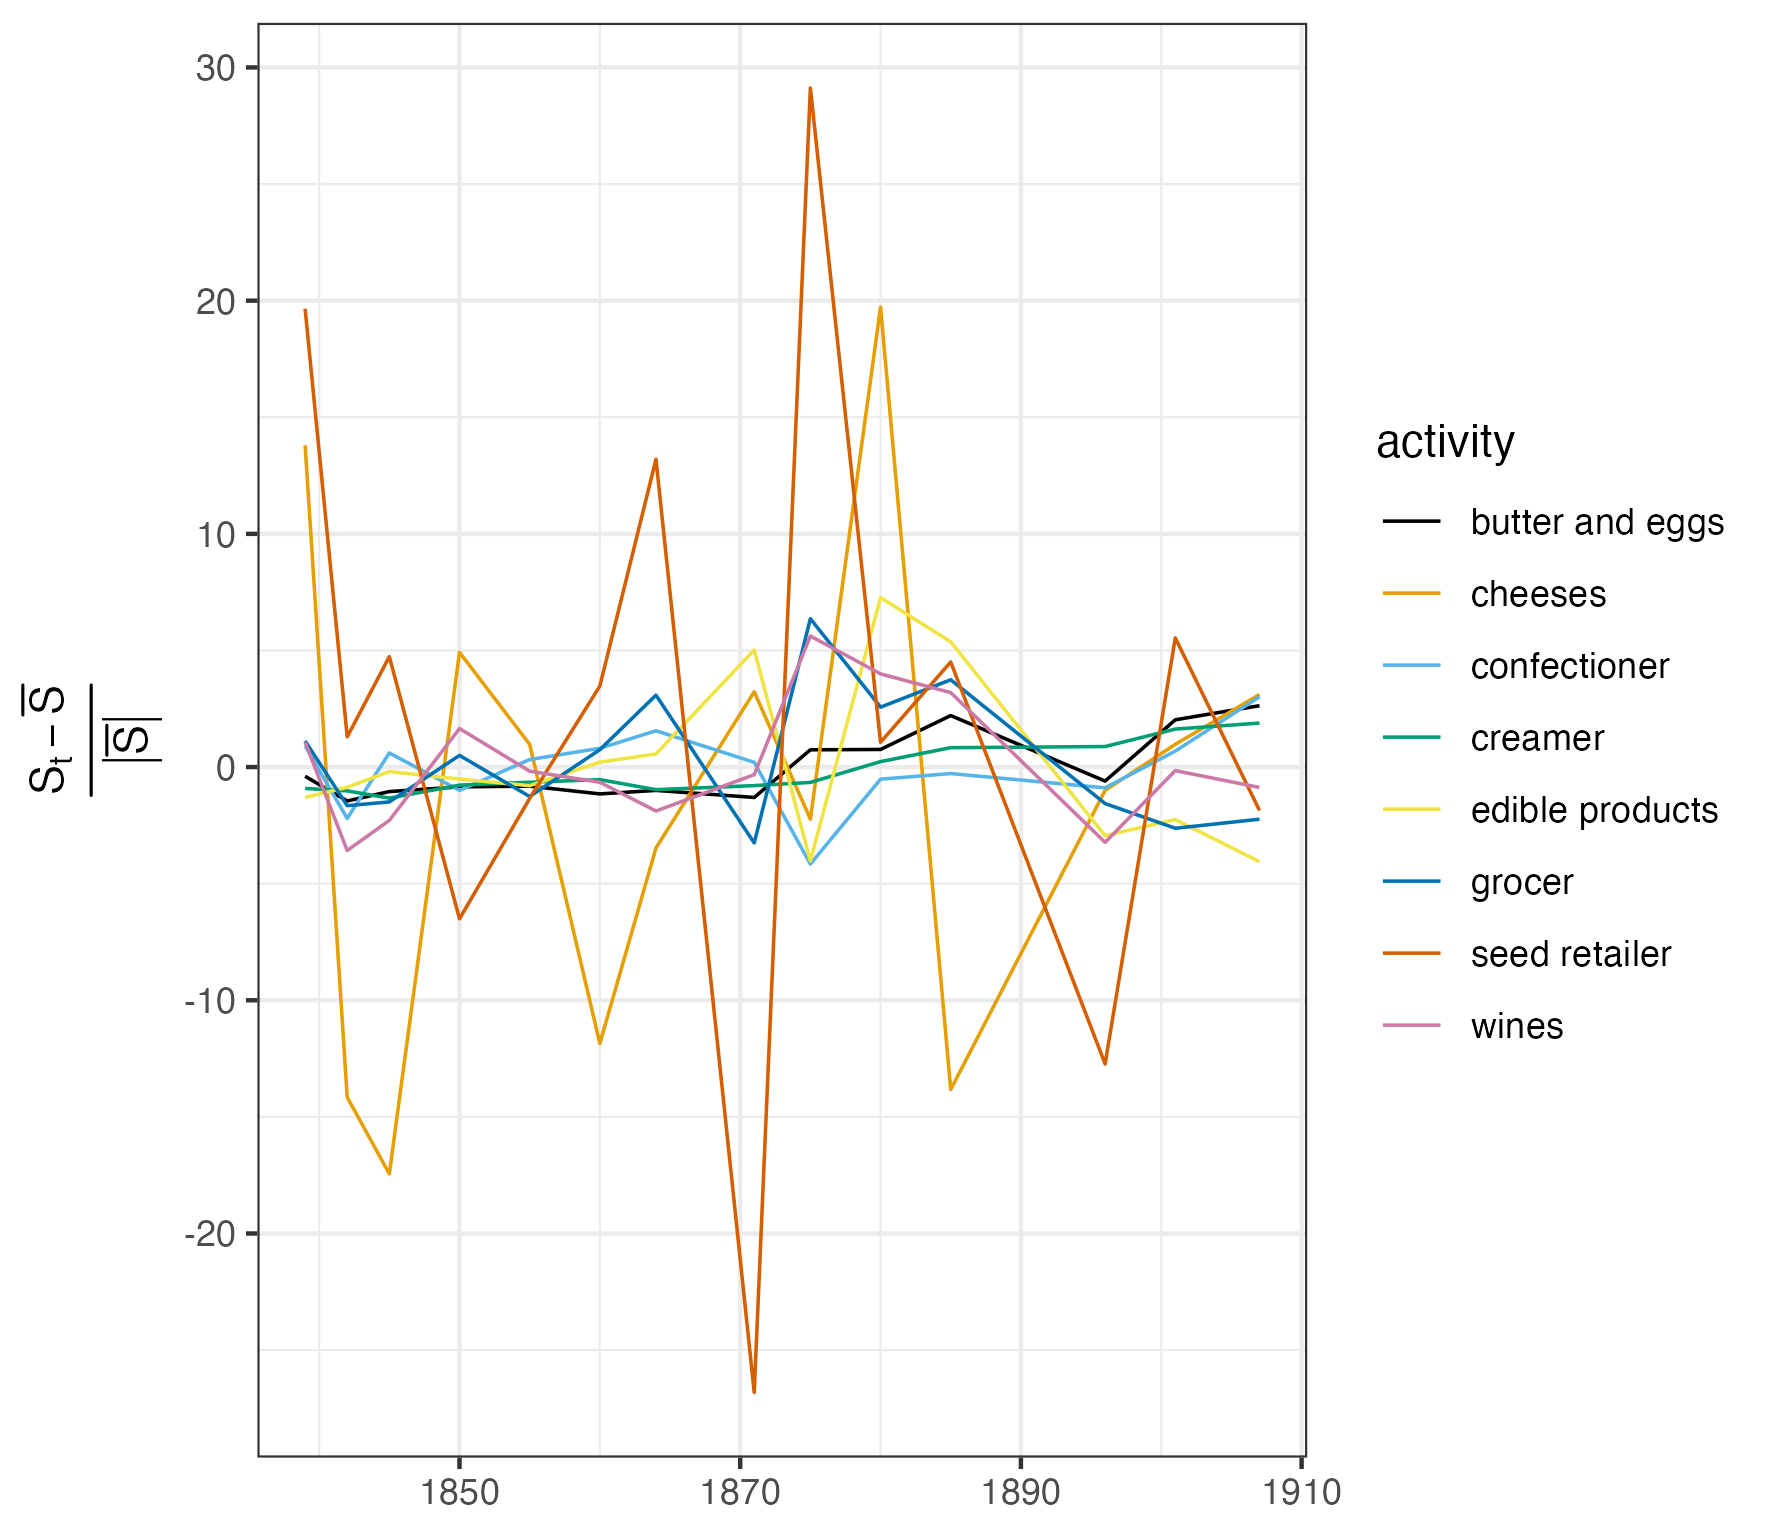 30
20
10
0
-10
-20
1850 1870 1890 1910
S̅t − S̅
|S̅|
activity
butter and eggs
cheeses
confectioner
creamer
edible products
grocer
seed retailer
wines